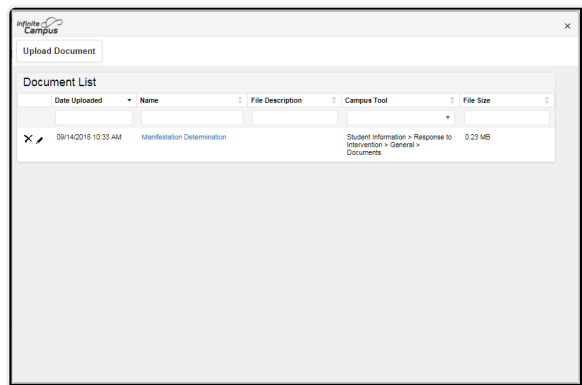 Infinite
Campus
×
Upload Document
Document List
Date Uploaded Name File Description Campus Tool File Size
09/14/2018 10:33 AM Manifestation Determination Student Information > Response to 0.23 MB
Intervention > General >
Documents